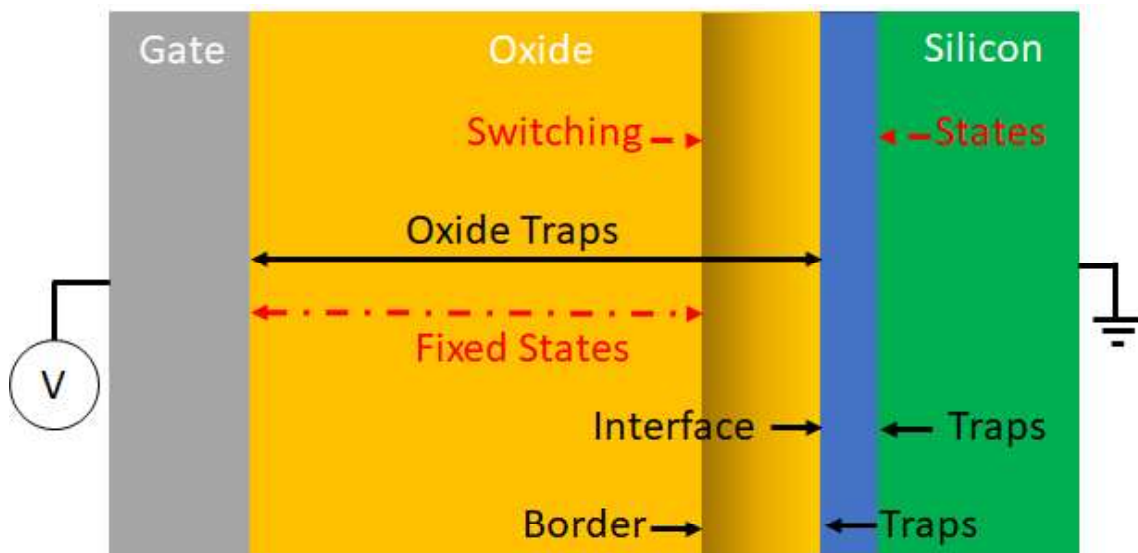 Gate Oxide Silicon
Switching States
Oxide Traps
Fixed States
V
Interface Traps
Border Traps